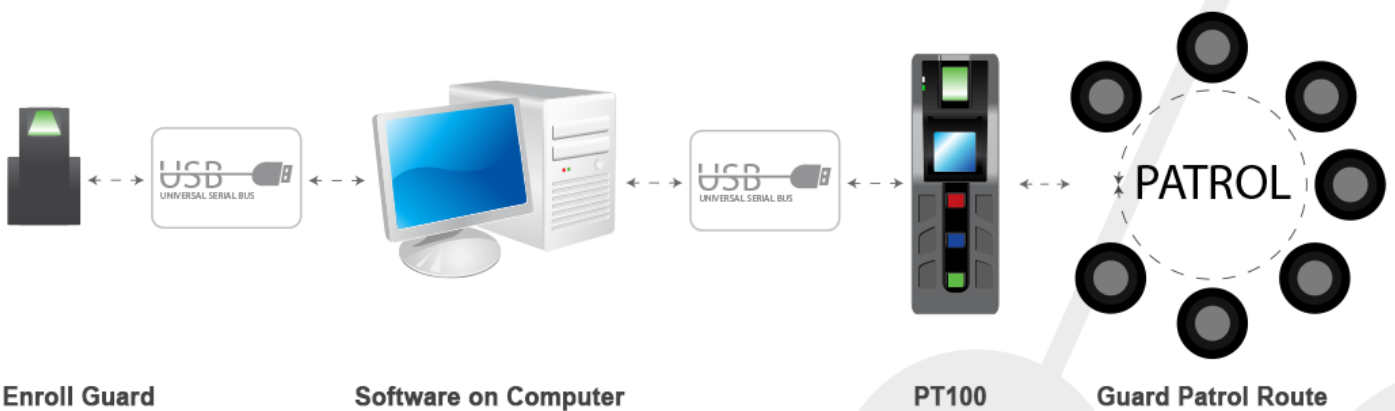 USB
UNIVERSAL SERIAL BUS
USB
UNIVERSAL SERIAL BUS
PATROL
Enroll Guard
Software on Computer
PT100
Guard Patrol Route